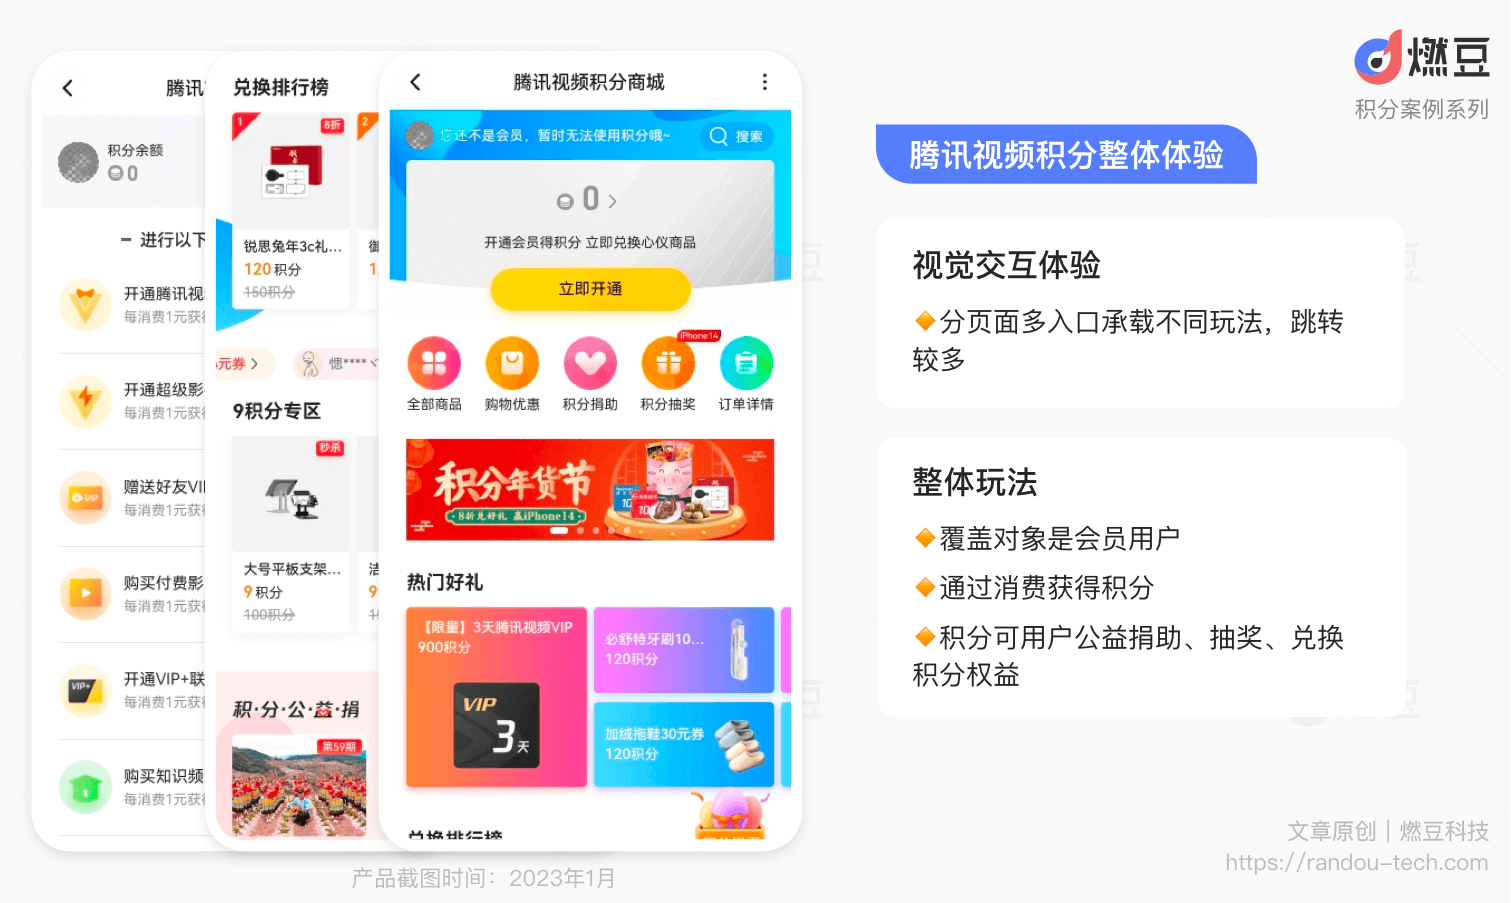 腾讯
积分余额
0
进行以下
开通腾讯视
每消费1元获
开通超级影
每消费1元获
赠送好友VI
每消费1元获
购买付费影
每消费1元获
开通VIP+联
每消费1元获
购买知识频
每消费1元获
兑换排行榜
1
8折
2
锐思兔年3c礼...
120积分
150积分
元券
愢****
9积分专区
秒杀
大号平板支架...
9积分
100积分
积·分·公·益·捐
第59期
腾讯视频积分商城
您还不是会员，暂时无法使用积分哦~
搜索
0
开通会员得积分 立即兑换心仪商品
立即开通
iPhone14
全部商品
购物优惠
积分捐助
积分抽奖
订单详情
积分年货节
·8折兑好礼 赢iPhone14·
热门好礼
【限量】3天腾讯视频VIP
900积分
VIP
3天
必舒特牙刷10...
120积分
加绒拖鞋30元券
120积分
兑换排行榜
产品截图时间：2023年1月
燃豆
积分案例系列
腾讯视频积分整体体验
视觉交互体验
分页面多入口承载不同玩法，跳转
较多
整体玩法
覆盖对象是会员用户
通过消费获得积分
积分可用户公益捐助、抽奖、兑换
积分权益
文章原创｜燃豆科技
https://randou-tech.com